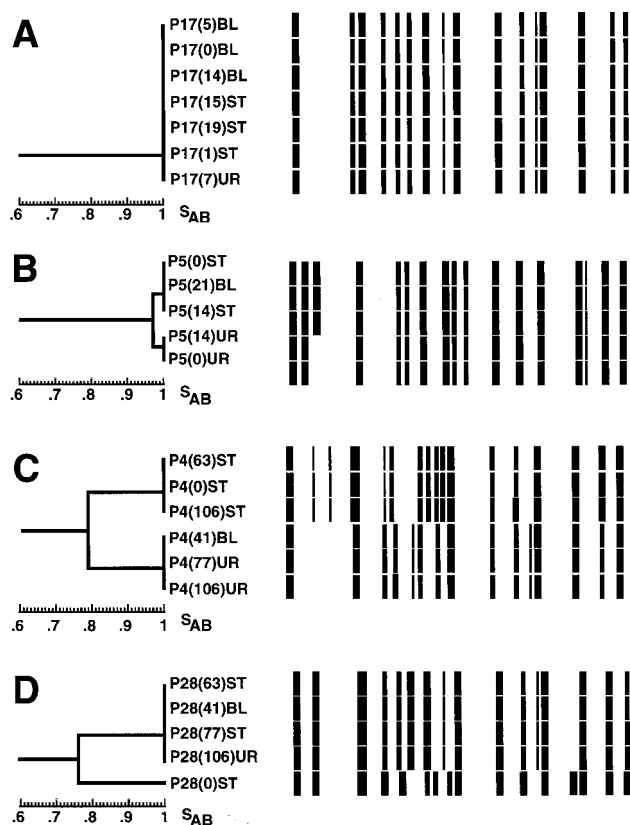 A
P17(5)BL
P17(0)BL
P17(14)BL
P17(15)ST
P17(19)ST
P17(1)ST
P17(7)UR
.6 .7 .8 .9 1 SAB
B
P5(0)ST
P5(21)BL
P5(14)ST
P5(14)UR
P5(0)UR
.6 .7 .8 .9 1 SAB
C
P4(63)ST
P4(0)ST
P4(106)ST
P4(41)BL
P4(77)UR
P4(106)UR
.6 .7 .8 .9 1 SAB
D
P28(63)ST
P28(41)BL
P28(77)ST
P28(106)UR
P28(0)ST
.6 .7 .8 .9 1 SAB